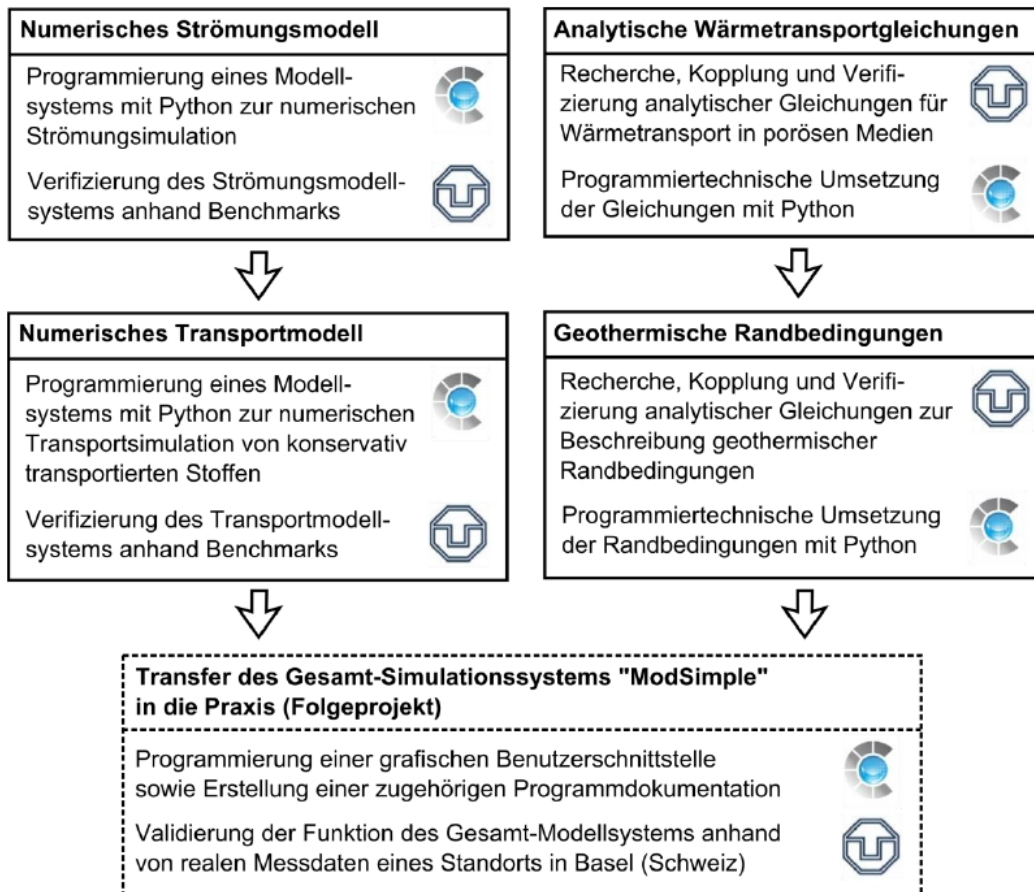 Numerisches Strömungsmodell
Programmierung eines Modell-
systems mit Python zur numerischen
Strömungsimulation
Verifizierung des Strömungsmodell-
systems anhand Benchmarks
Analytische Wärmetransportgleichungen
Recherche, Kopplung und Verifi-
zierung analytischer Gleichungen für
Wärmetransport in porösen Medien
Programmiertechnische Umsetzung
der Gleichungen mit Python
Numerisches Transportmodell
Programmierung eines Modell-
systems mit Python zur numerischen
Transportsimulation von konservativ
transportierten Stoffen
Verifizierung des Transportmodell-
systems anhand Benchmarks
Geothermische Randbedingungen
Recherche, Kopplung und Verifi-
zierung analytischer Gleichungen zur
Beschreibung geothermischer
Randbedingungen
Programmiertechnische Umsetzung
der Randbedingungen mit Python
Transfer des Gesamt-Simulationssystems "ModSimple"
in die Praxis (Folgeprojekt)
Programmierung einer grafischen Benutzerschnittstelle
sowie Erstellung einer zugehörigen Programmdokumentation
Validierung der Funktion des Gesamt-Modellsystems anhand
von realen Messdaten eines Standorts in Basel (Schweiz)